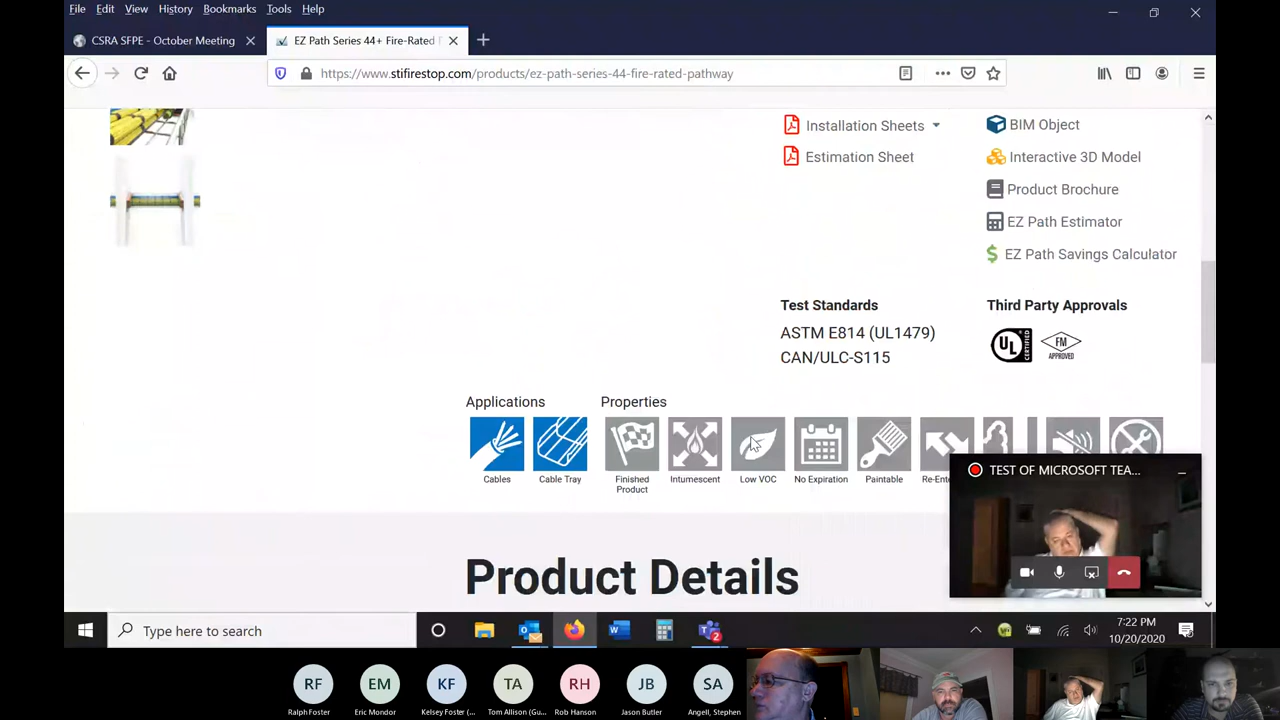 File Edit View History Bookmarks Tools Help
CSRA SFPE - October Meeting
EZ Path Series 44+ Fire-Rated
https://www.stifirestop.com/products/ez-path-series-44-fire-rated-pathway
Installation Sheets
BIM Object
Estimation Sheet
Interactive 3D Model
Product Brochure
EZ Path Estimator
EZ Path Savings Calculator
Test Standards
Third Party Approvals
ASTM E814 (UL1479)
CAN/ULC-S115
UL
CERTIFIED
FM
APPROVED
Applications
Properties
Cables
Cable Tray
Finished
Product
Intumescent
Low VOC
No Expiration
Paintable
Re-Ent
TEST OF MICROSOFT TEA...
Product Details
Type here to search
2
7:22 PM
10/20/2020
RF
EM
KF
TA
RH
JB
SA
Ralph Foster
Eric Mondor
Kelsey Foster (...
Tom Allison (Gu...
Rob Hanson
Jason Butler
Angell, Stephen